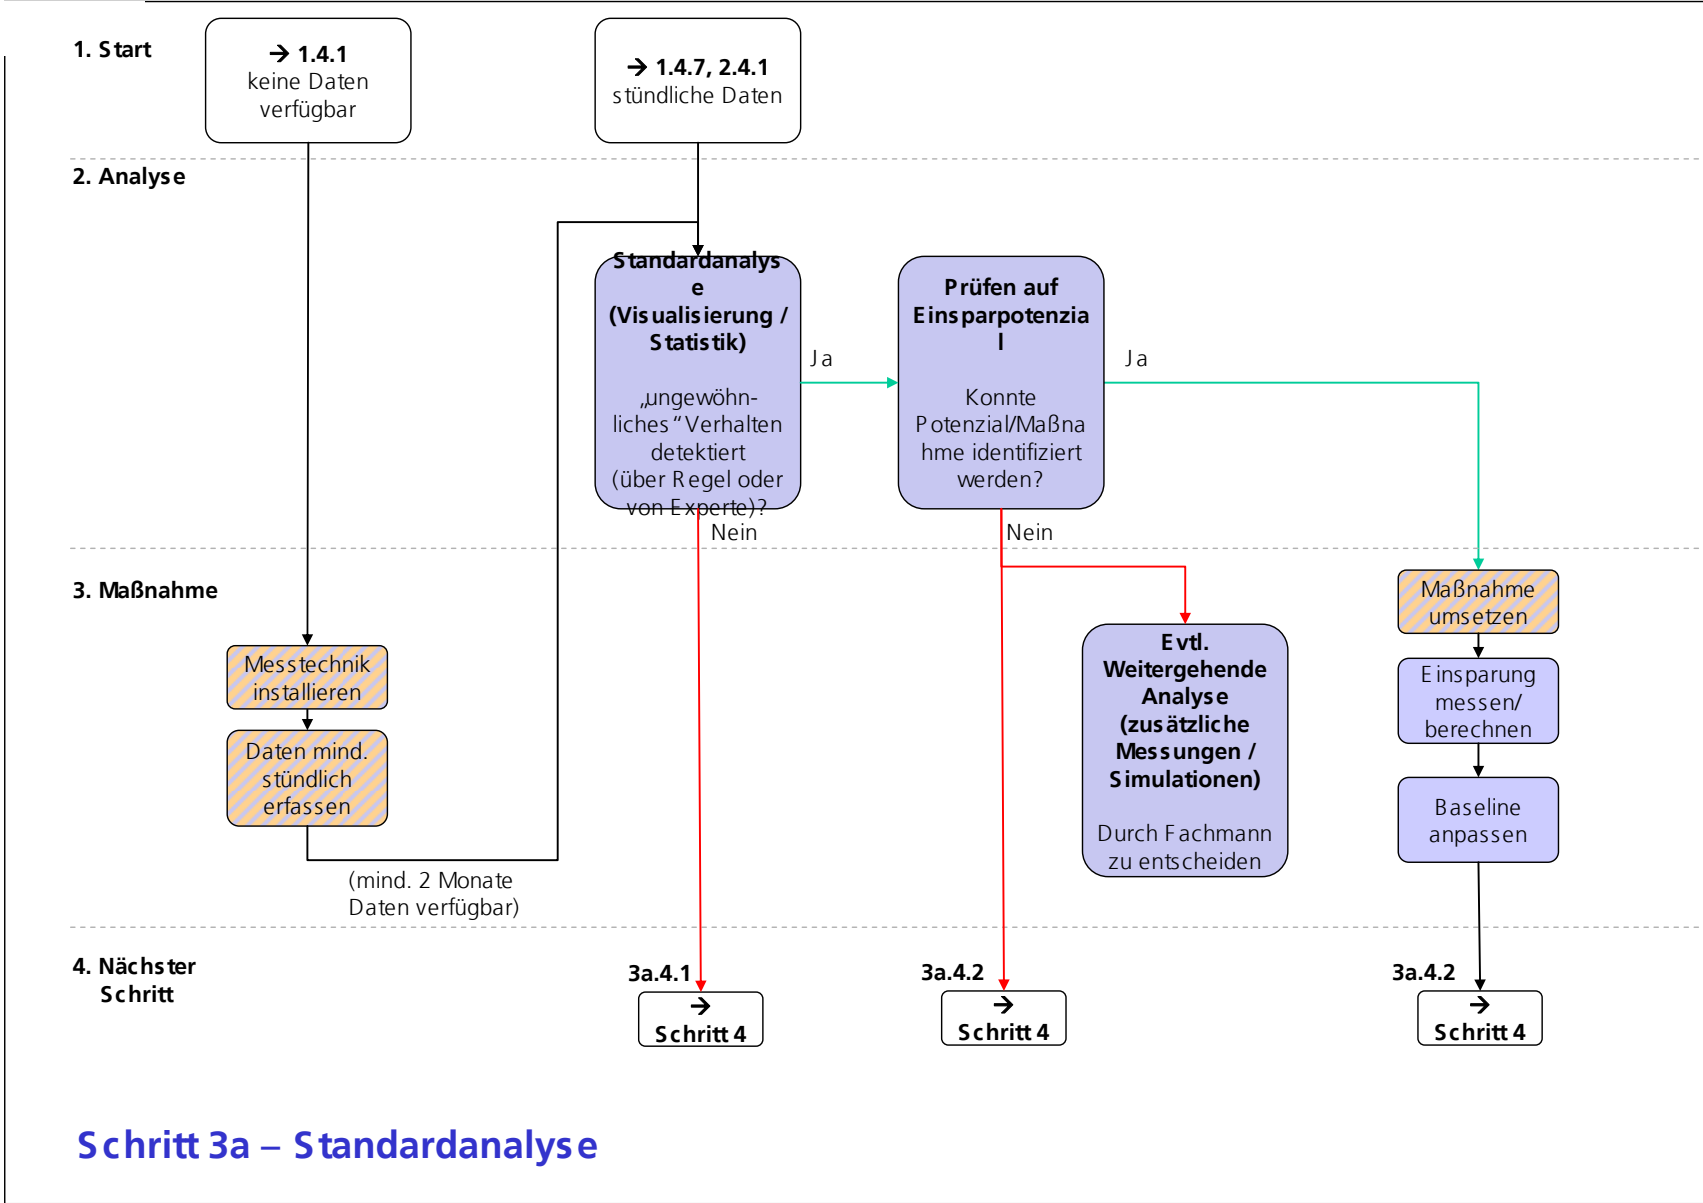 1. Start
→ 1.4.1
keine Daten
verfügbar
→ 1.4.7, 2.4.1
stündliche Daten
2. Analyse
Standardanalys
e
(Visualisierung /
Statistik)
„ungewöhn-
liches“ Verhalten
detektiert
(über Regel oder
von Experte)?
Ja
Nein
Prüfen auf
Einsparpotenzia
l
Konnte
Potenzial/Maßna
hme identifiziert
werden?
Ja
Nein
3. Maßnahme
Messtechnik
installieren
Daten mind.
stündlich
erfassen
(mind. 2 Monate
Daten verfügbar)
Evtl.
Weitergehende
Analyse
(zusätzliche
Messungen /
Simulationen)
Durch Fachmann
zu entscheiden
Maßnahme
umsetzen
Einsparung
messen/
berechnen
Baseline
anpassen
4. Nächster
Schritt
3a.4.1
→
Schritt 4
3a.4.2
→
Schritt 4
3a.4.2
→
Schritt 4
Schritt 3a – Standardanalyse